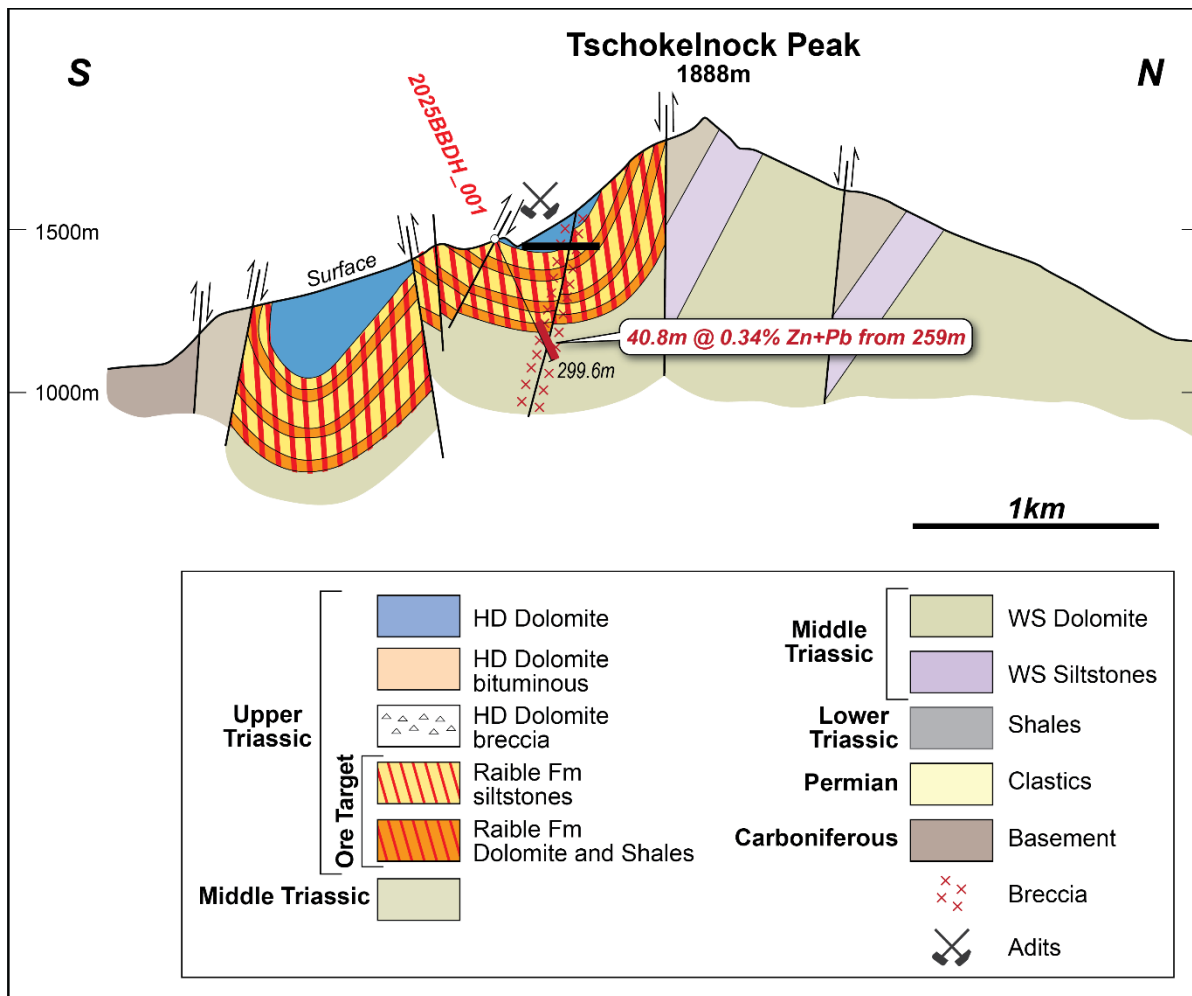 Tschokelnock Peak
1888m
S
N
2025BBDH_001
1500m
Surface
40.8m @ 0.34% Zn+Pb from 259m
299.6m
1000m
1km
Upper
Triassic
Ore Target
HD Dolomite
HD Dolomite
bituminous
HD Dolomite
breccia
Raible Fm
siltstones
Raible Fm
Dolomite and Shales
Middle Triassic
Middle
Triassic
WS Dolomite
WS Siltstones
Lower
Triassic
Shales
Permian
Clastics
Carboniferous
Basement
Breccia
Adits